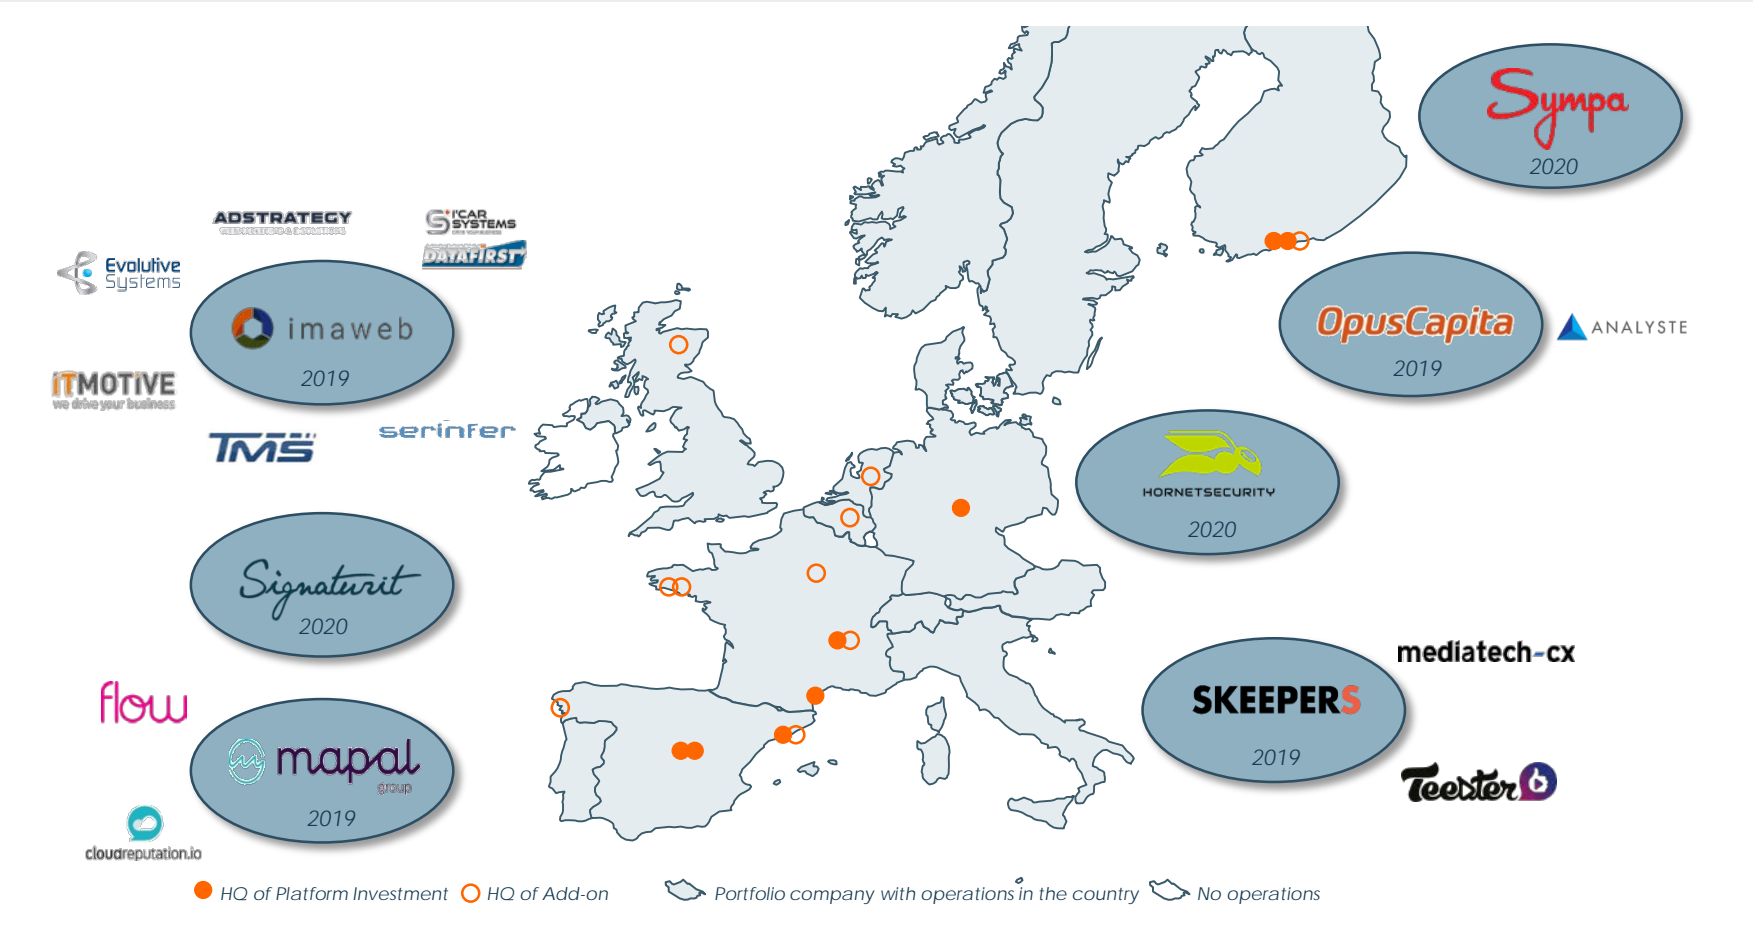 Sympa
2020
ADSTRATEGY
I'CAR
SYSTEMS
DATAFIRST
Evolutive
Systems
imaweb
2019
OpusCapita
2019
ANALYSTE
iTMOTiVE
we drive your business
TMS
serinfer
HORNETSECURITY
2020
Signaturit
2020
mediatech-cx
SKEEPERS
2019
flow
mapal
group
2019
Teester
cloudreputation.io
HQ of Platform Investment
HQ of Add-on
Portfolio company with operations in the country
No operations